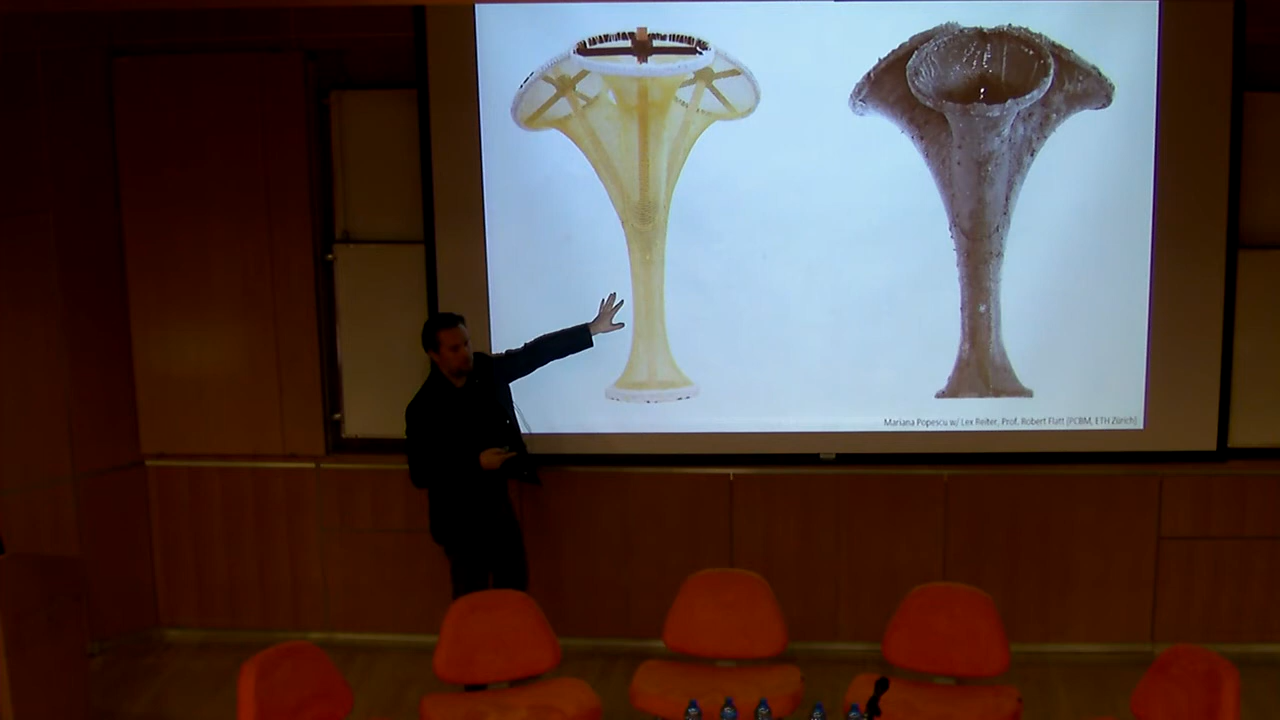 Mariana Popescu w/ Lex Reiter, Prof. Robert Flatt [PCBM, ETH Zürich]